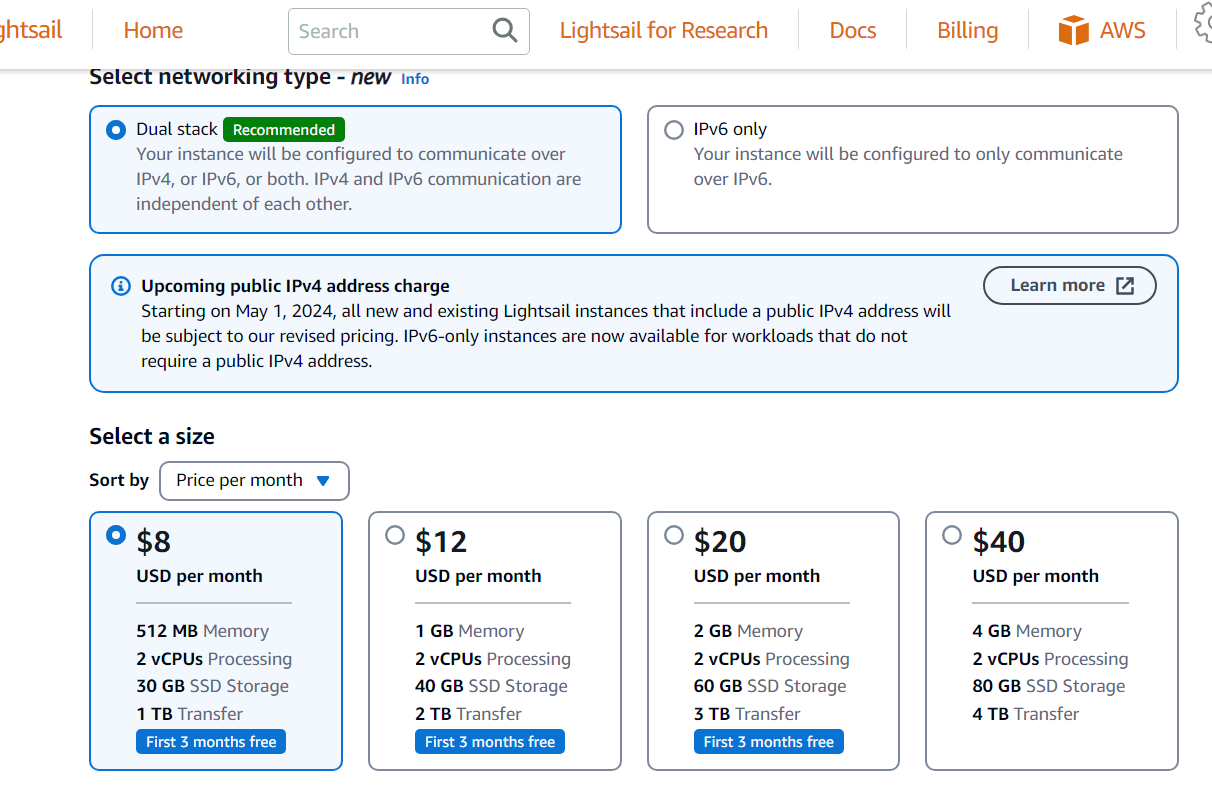 ghtsail
Home
Search
Lightsail for Research
Docs
Billing
AWS
Select networking type - new Info
Dual stack Recommended
Your instance will be configured to communicate over
IPv4, or IPv6, or both. IPv4 and IPv6 communication are
independent of each other.
IPv6 only
Your instance will be configured to only communicate
over IPv6.
Upcoming public IPv4 address charge
Starting on May 1, 2024, all new and existing Lightsail instances that include a public IPv4 address will
be subject to our revised pricing. IPv6-only instances are now available for workloads that do not
require a public IPv4 address.
Learn more
Select a size
Sort by Price per month
$8
USD per month
512 MB Memory
2 vCPUs Processing
30 GB SSD Storage
1 TB Transfer
First 3 months free
$12
USD per month
1 GB Memory
2 vCPUs Processing
40 GB SSD Storage
2 TB Transfer
First 3 months free
$20
USD per month
2 GB Memory
2 vCPUs Processing
60 GB SSD Storage
3 TB Transfer
First 3 months free
$40
USD per month
4 GB Memory
2 vCPUs Processing
80 GB SSD Storage
4 TB Transfer